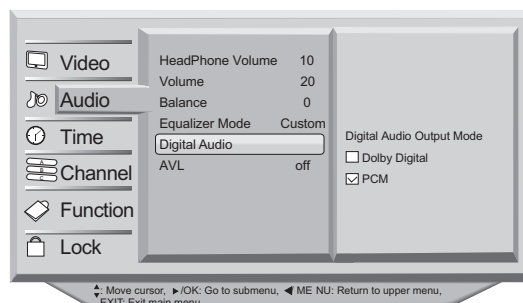 Video
Audio
Time
Channel
Function
Lock
HeadPhone Volume 10
Volume 20
Balance 0
Equalizer Mode Custom
Digital Audio
AVL off
Digital Audio Output Mode
Dolby Digital
PCM
: Move cursor, ►/OK: Go to submenu, ◄ ME NU: Return to upper menu,
EXIT: Exit main menu